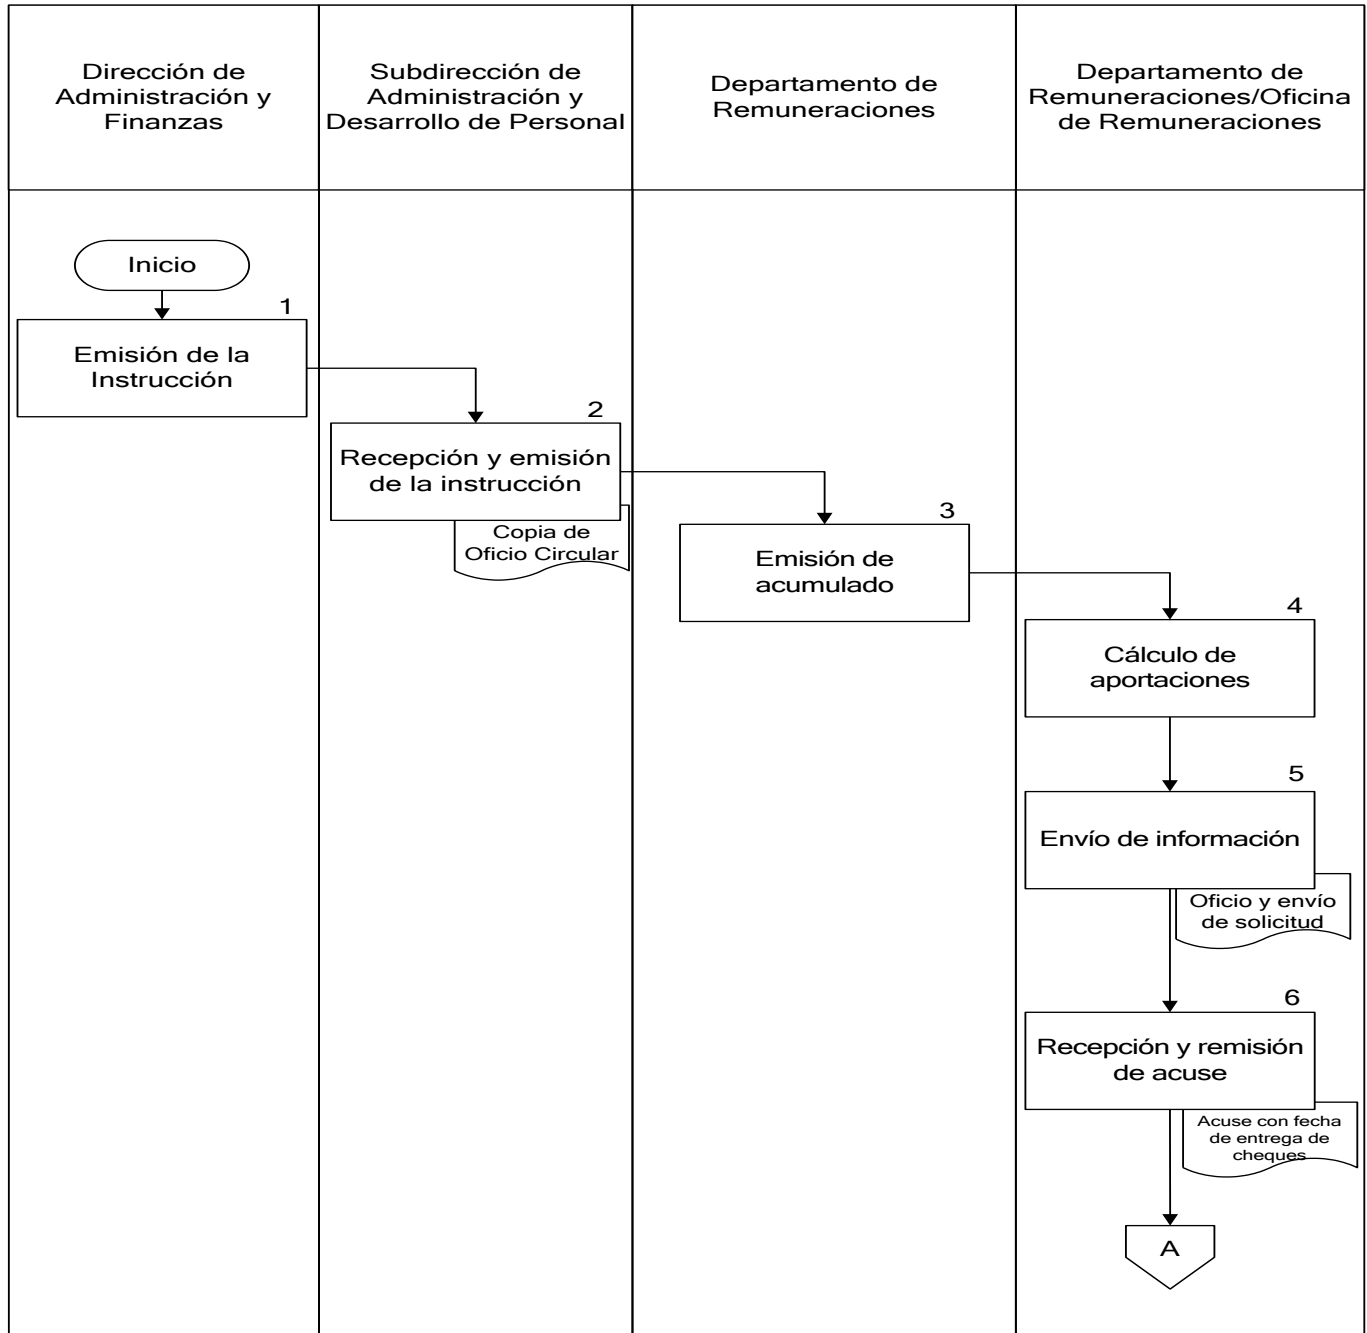 Dirección de
Administración y
Finanzas
Subdirección de
Administración y
Desarrollo de Personal
Departamento de
Remuneraciones
Departamento de
Remuneraciones/Oficina
de Remuneraciones
Inicio
1
Emisión de la
Instrucción
2
Recepción y emisión
de la instrucción
Copia de
Oficio Circular
3
Emisión de
acumulado
4
Cálculo de
aportaciones
5
Envío de información
Oficio y envío
de solicitud
6
Recepción y remisión
de acuse
Acuse con fecha
de entrega de
cheques
A